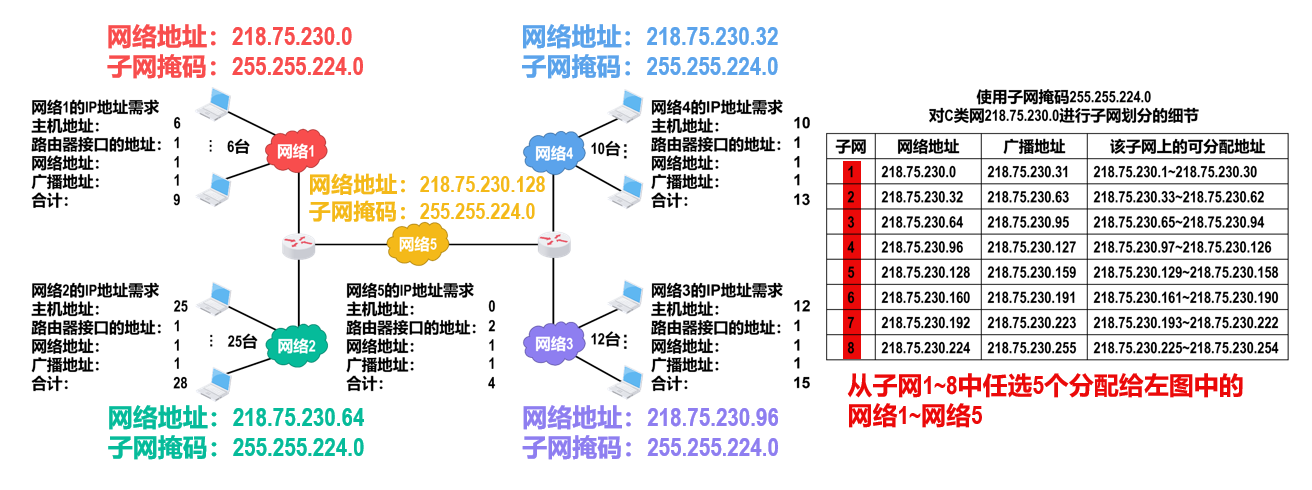 网络地址：218.75.230.0
子网掩码：255.255.224.0
网络地址：218.75.230.32
子网掩码：255.255.224.0
网络1的IP地址需求
主机地址： 6
路由器接口的地址： 1
网络地址： 1
广播地址： 1
合计： 9
⋮ 6台
网络1
网络4
10台⋮
网络4的IP地址需求
主机地址： 10
路由器接口的地址： 1
网络地址： 1
广播地址： 1
合计： 13
网络地址：218.75.230.128
子网掩码：255.255.224.0
网络5
网络2的IP地址需求
主机地址： 25
路由器接口的地址： 1
网络地址： 1
广播地址： 1
合计： 28
⋮ 25台
网络2
网络5的IP地址需求
主机地址： 0
路由器接口的地址： 2
网络地址： 1
广播地址： 1
合计： 4
网络3
12台⋮
网络3的IP地址需求
主机地址： 12
路由器接口的地址： 1
网络地址： 1
广播地址： 1
合计： 15
网络地址：218.75.230.64
子网掩码：255.255.224.0
网络地址：218.75.230.96
子网掩码：255.255.224.0
使用子网掩码255.255.224.0
对C类网218.75.230.0进行子网划分的细节
子网 网络地址 广播地址 该子网上的可分配地址
1 218.75.230.0 218.75.230.31 218.75.230.1~218.75.230.30
2 218.75.230.32 218.75.230.63 218.75.230.33~218.75.230.62
3 218.75.230.64 218.75.230.95 218.75.230.65~218.75.230.94
4 218.75.230.96 218.75.230.127 218.75.230.97~218.75.230.126
5 218.75.230.128 218.75.230.159 218.75.230.129~218.75.230.158
6 218.75.230.160 218.75.230.191 218.75.230.161~218.75.230.190
7 218.75.230.192 218.75.230.223 218.75.230.193~218.75.230.222
8 218.75.230.224 218.75.230.255 218.75.230.225~218.75.230.254
从子网1~8中任选5个分配给左图中的
网络1~网络5